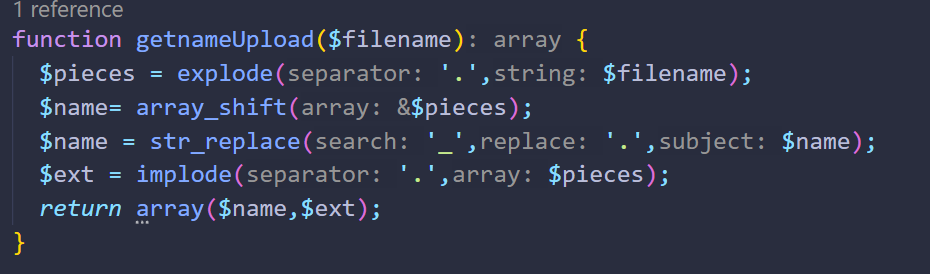 1 reference
function getnameUpload($filename): array {
$pieces = explode(separator: '.',string: $filename);
$name= array_shift(array: &$pieces);
$name = str_replace(search: '_',replace: '.',subject: $name);
$ext = implode(separator: '.',array: $pieces);
return array($name,$ext);
}